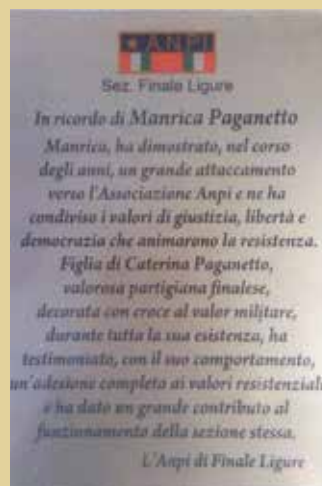 A N P I
Sez. Finale Ligure
In ricordo di Manrica Paganetto
Manrica, ha dimostrato, nel corso
degli anni, un grande attaccamento
verso l'Associazione Anpi e ne ha
condiviso i valori di giustizia, libertà e
democrazia che animarono la resistenza.
Figlia di Caterina Paganetto,
valorosa partigiana finalese,
decorata con croce al valor militare,
durante tutta la sua esistenza, ha
testimoniato, con il suo comportamento,
un'adesione completa ai valori resistenziali
e ha dato un grande contributo al
funzionamento della sezione stessa.
L'Anpi di Finale Ligure